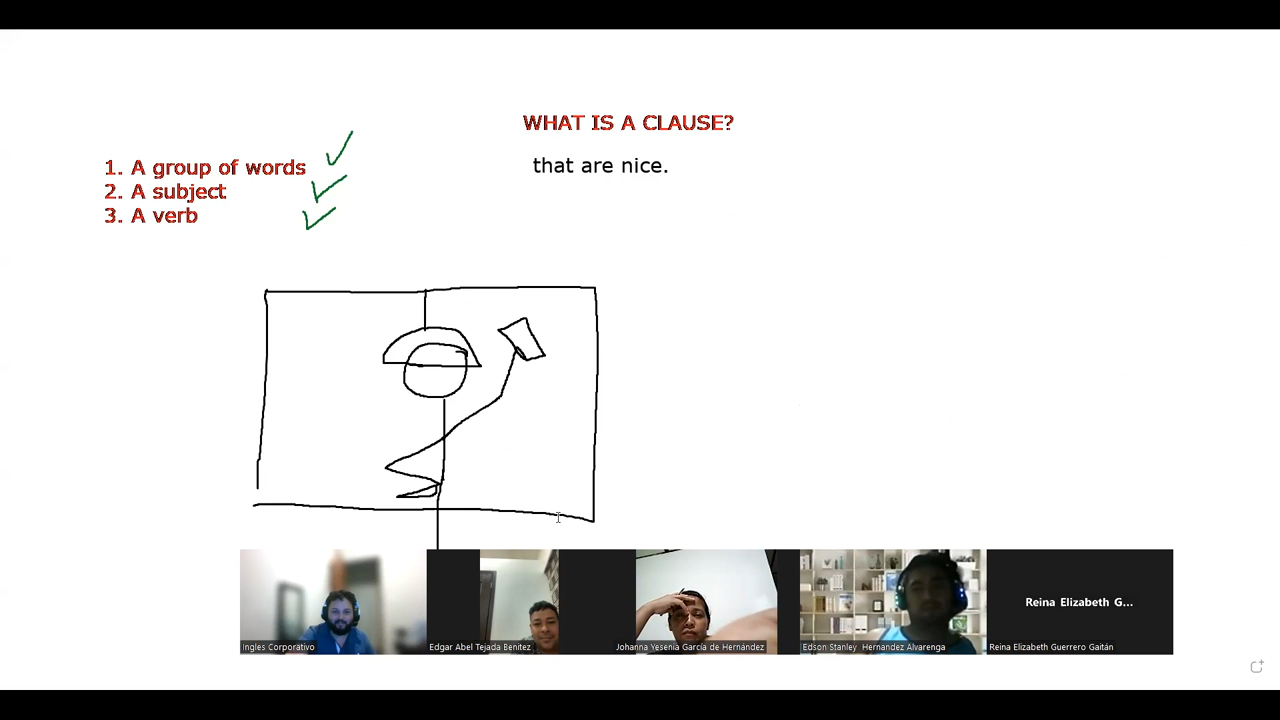 WHAT IS A CLAUSE?
that are nice.
1. A group of words
2. A subject
3. A verb
Reina Elizabeth G...
Ingles Corporativo
Edgar Abel Tejada Benítez
Johanna Yesenia García de Hernández
Edson Stanley Hernandez Alvarenga
Reina Elizabeth Guerrero Gaitán